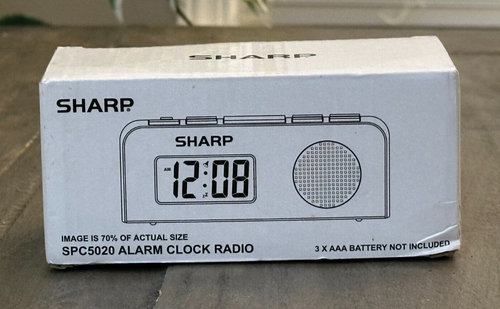 SHARP
SHARP
SHARP
AM 12:08
IMAGE IS 70% OF ACTUAL SIZE
SPC5020 ALARM CLOCK RADIO
3 X AAA BATTERY NOT INCLUDED